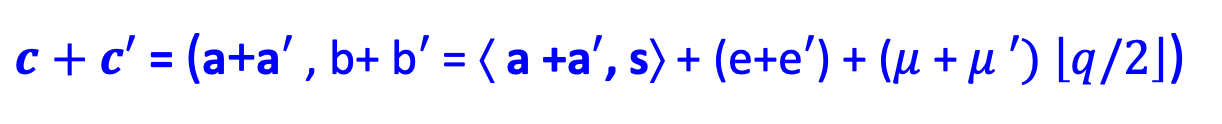 c + c′ = (a+a′ , b+ b′ = ⟨ a +a′, s⟩ + (e+e′) + (μ + μ ′) ⌊q/2⌋)